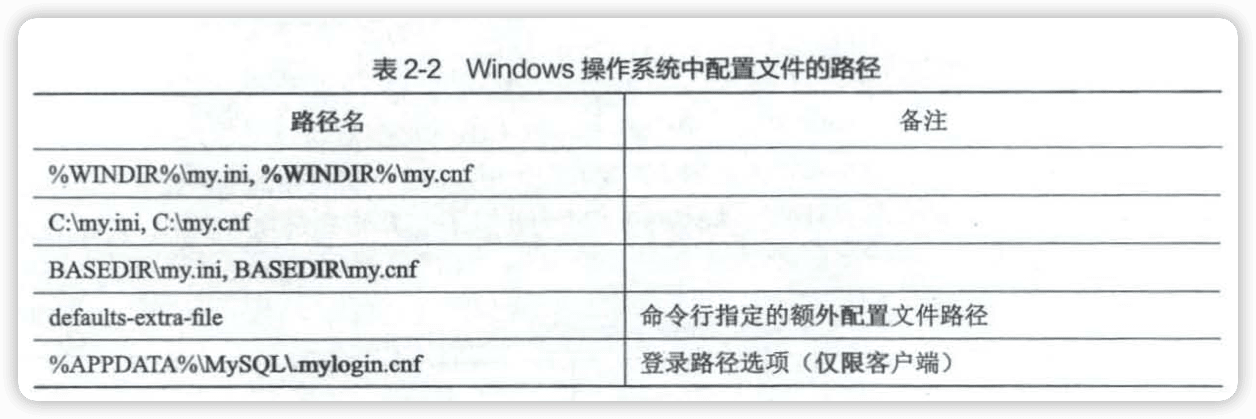 表 2-2 Windows 操作系统中配置文件的路径
路径名 备注
%WINDIR%\my.ini, %WINDIR%\my.cnf
C:\my.ini, C:\my.cnf
BASEDIR\my.ini, BASEDIR\my.cnf
defaults-extra-file 命令行指定的额外配置文件路径
%APPDATA%\MySQL\.mylogin.cnf 登录路径选项（仅限客户端）